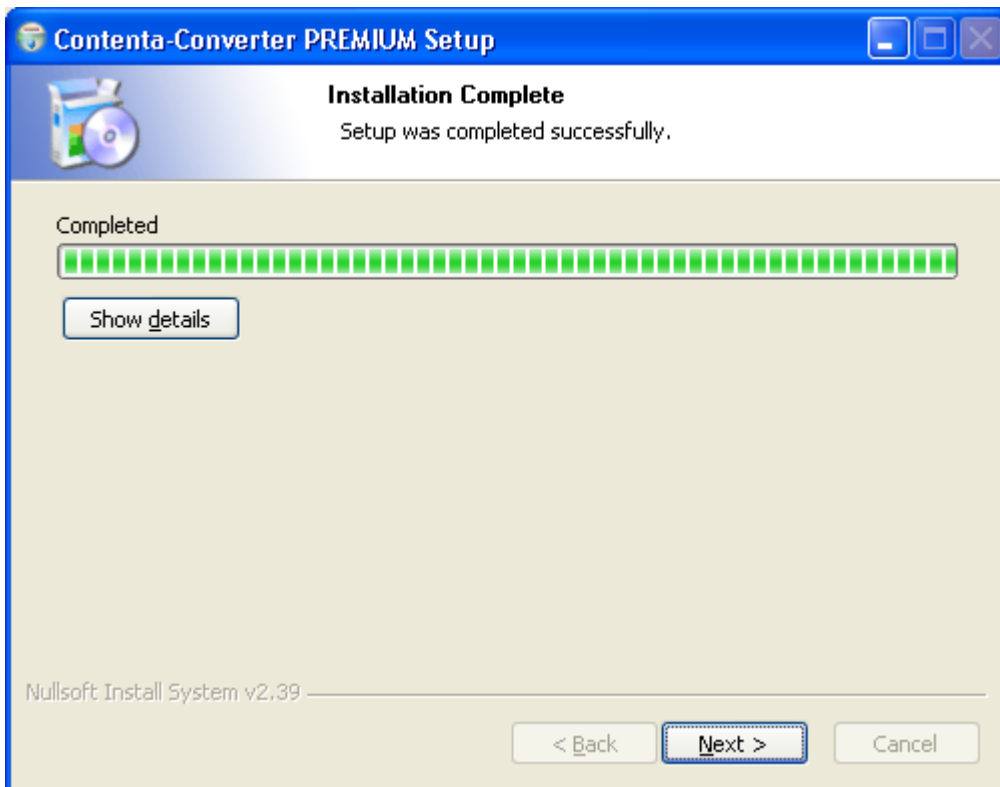 Contenta-Converter PREMIUM Setup
Installation Complete
Setup was completed successfully.
Completed
Show details
Nullsoft Install System v2.39
< Back Next > Cancel